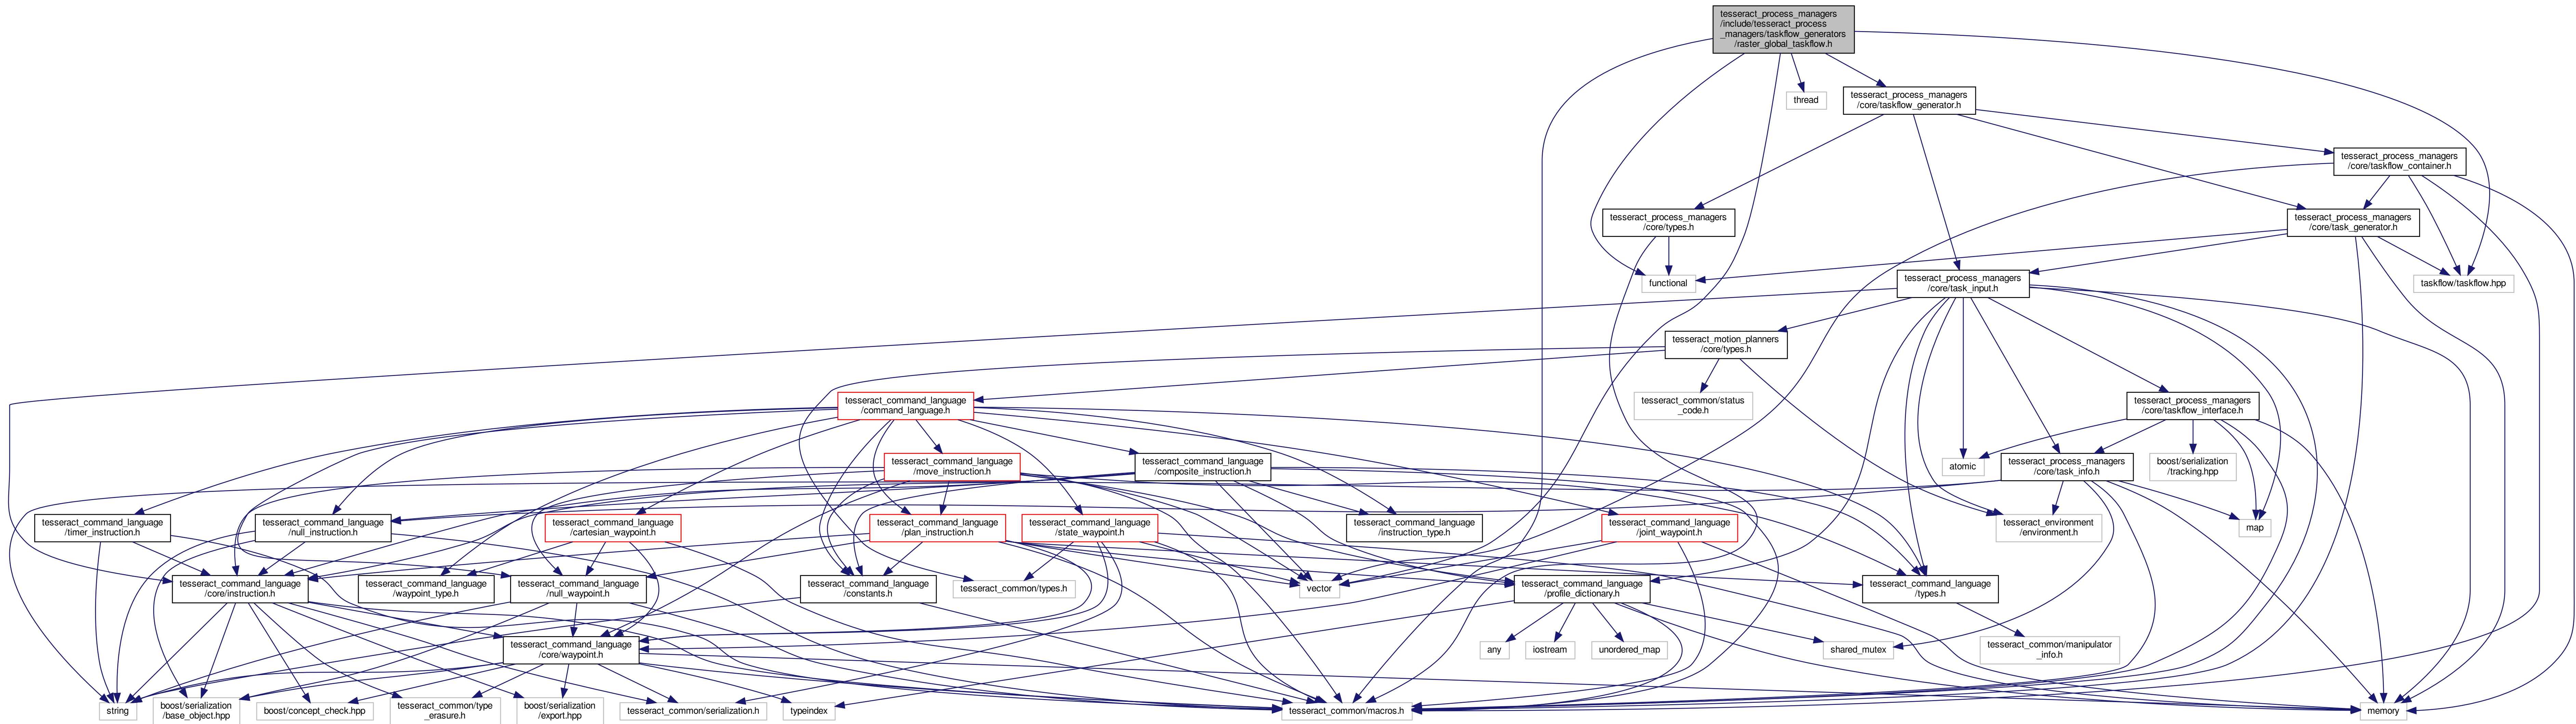 tesseract_process_managers
/include/tesseract_process
_managers/taskflow_generators
/raster_global_taskflow.h
thread
tesseract_process_managers
/core/taskflow_generator.h
tesseract_process_managers
/core/taskflow_container.h
tesseract_process_managers
/core/types.h
tesseract_process_managers
/core/task_generator.h
functional
tesseract_process_managers
/core/task_input.h
taskflow/taskflow.hpp
tesseract_motion_planners
/core/types.h
tesseract_command_language
/command_language.h
tesseract_common/status
_code.h
tesseract_process_managers
/core/taskflow_interface.h
tesseract_command_language
/move_instruction.h
tesseract_command_language
/composite_instruction.h
atomic
tesseract_process_managers
/core/task_info.h
boost/serialization
/tracking.hpp
tesseract_command_language
/timer_instruction.h
tesseract_command_language
/null_instruction.h
tesseract_command_language
/cartesian_waypoint.h
tesseract_command_language
/plan_instruction.h
tesseract_command_language
/state_waypoint.h
tesseract_command_language
/instruction_type.h
tesseract_command_language
/joint_waypoint.h
tesseract_environment
/environment.h
map
tesseract_command_language
/core/instruction.h
tesseract_command_language
/waypoint_type.h
tesseract_command_language
/null_waypoint.h
tesseract_command_language
/constants.h
tesseract_common/types.h
vector
tesseract_command_language
/profile_dictionary.h
tesseract_command_language
/types.h
tesseract_command_language
/core/waypoint.h
any
iostream
unordered_map
shared_mutex
tesseract_common/manipulator
_info.h
string
boost/serialization
/base_object.hpp
boost/concept_check.hpp
tesseract_common/type
_erasure.h
boost/serialization
/export.hpp
tesseract_common/serialization.h
typeindex
tesseract_common/macros.h
memory